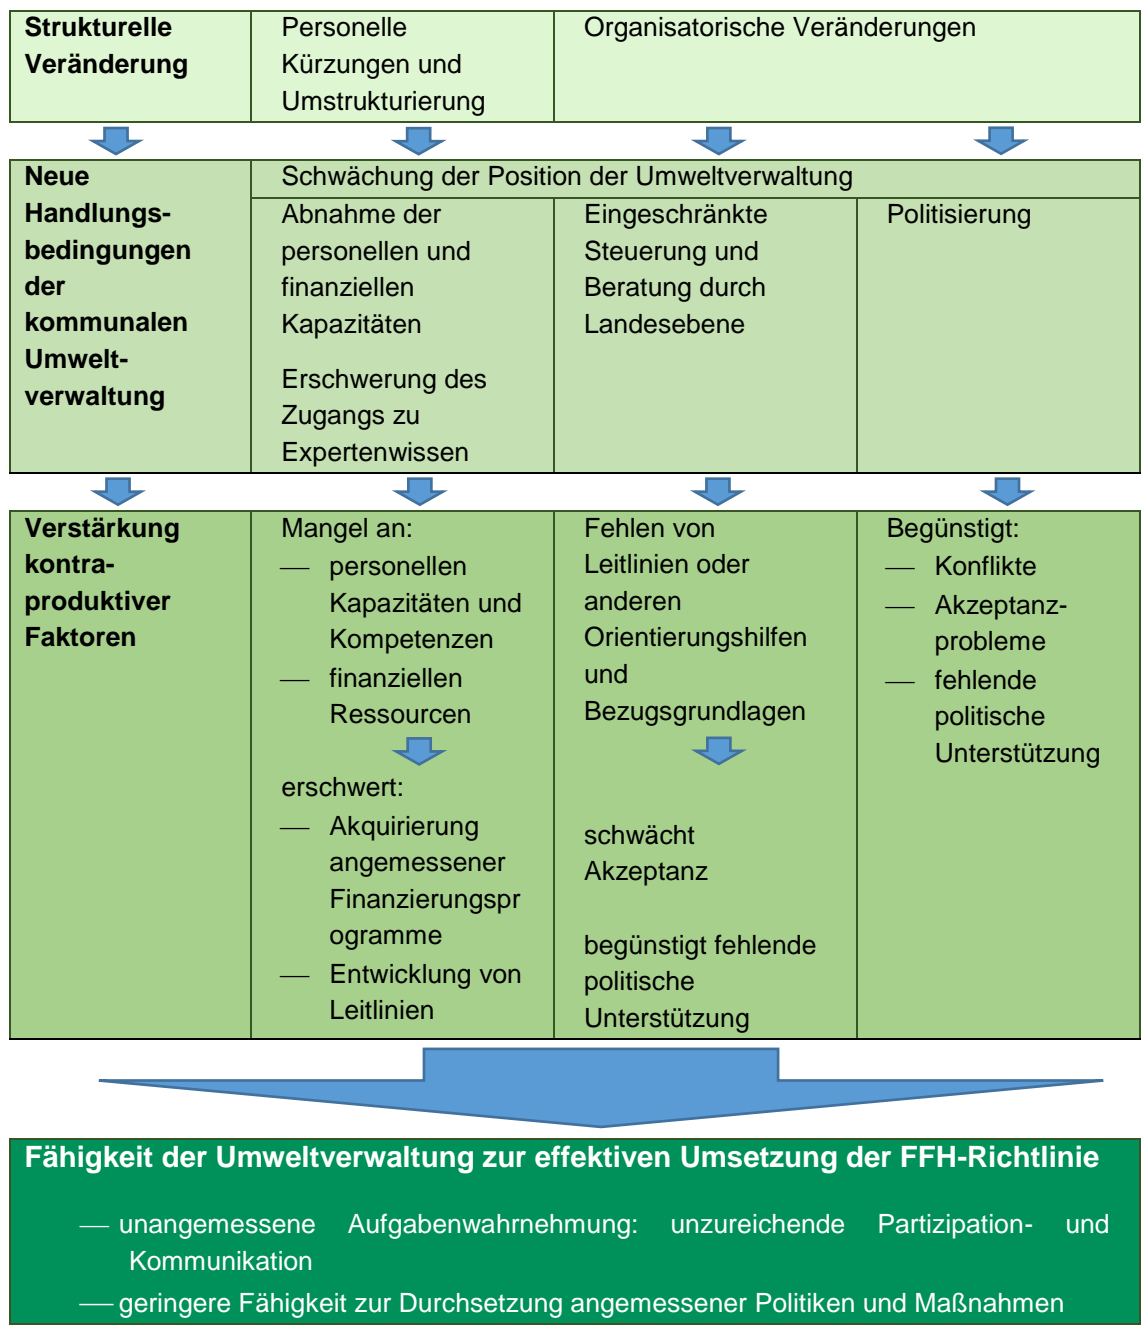 Strukturelle
Veränderung
Personelle
Kürzungen und
Umstrukturierung
Organisatorische Veränderungen
Neue
Handlungs-
bedingungen
der
kommunalen
Umwelt-
verwaltung
Schwächung der Position der Umweltverwaltung
Abnahme der
personellen und
finanziellen
Kapazitäten
Erschwerung des
Zugangs zu
Expertenwissen
Eingeschränkte
Steuerung und
Beratung durch
Landesebene
Politisierung
Verstärkung
kontra-
produktiver
Faktoren
Mangel an:
— personellen
Kapazitäten und
Kompetenzen
— finanziellen
Ressourcen
erschwert:
— Akquirierung
angemessener
Finanzierungspr
ogramme
— Entwicklung von
Leitlinien
Fehlen von
Leitlinien oder
anderen
Orientierungshilfen
und
Bezugsgrundlagen
schwächt
Akzeptanz
begünstigt fehlende
politische
Unterstützung
Begünstigt:
— Konflikte
— Akzeptanz-
probleme
— fehlende
politische
Unterstützung
Fähigkeit der Umweltverwaltung zur effektiven Umsetzung der FFH-Richtlinie
— unangemessene Aufgabenwahrnehmung: unzureichende Partizipation- und
Kommunikation
— geringere Fähigkeit zur Durchsetzung angemessener Politiken und Maßnahmen